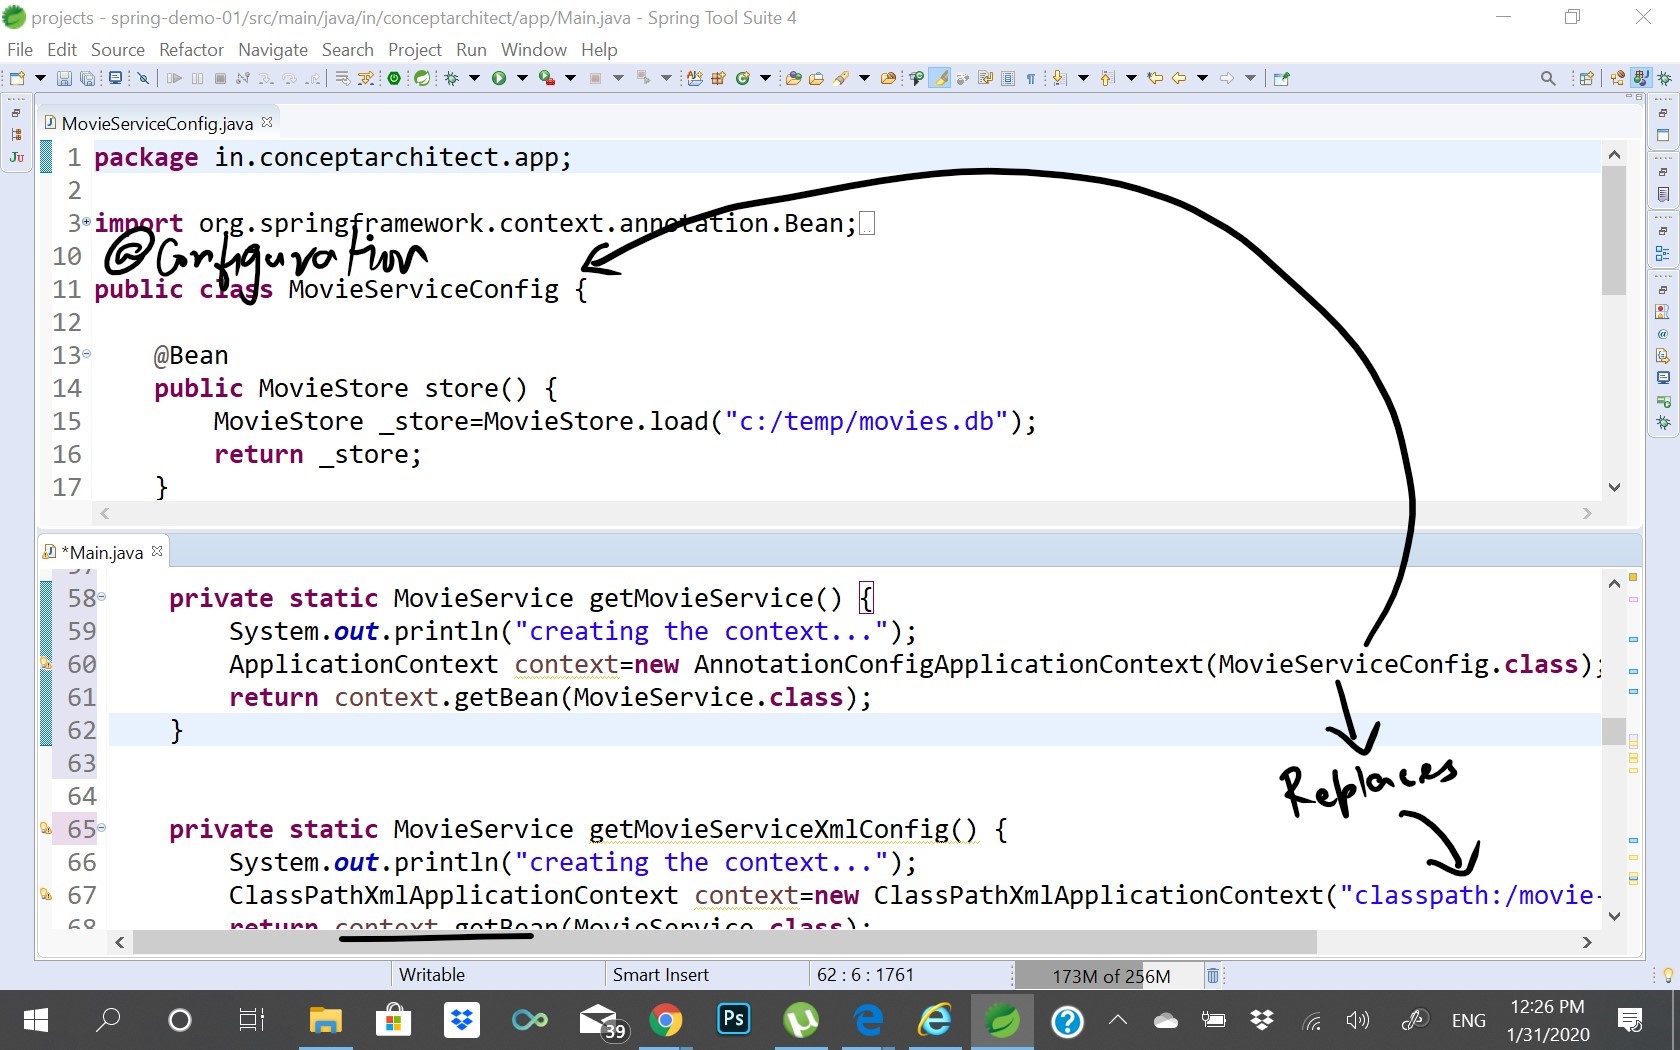 projects - spring-demo-01/src/main/java/in/conceptarchitect/app/Main.java - Spring Tool Suite 4
File Edit Source Refactor Navigate Search Project Run Window Help
MovieServiceConfig.java
1 package in.conceptarchitect.app;
2
3 import org.springframework.context.annotation.Bean;
@Configuration
10
11 public class MovieServiceConfig {
12
13 @Bean
14 public MovieStore store() {
15 MovieStore _store=MovieStore.load("c:/temp/movies.db");
16 return _store;
17 }
*Main.java
57
58 private static MovieService getMovieService() {
59 System.out.println("creating the context...");
60 ApplicationContext context=new AnnotationConfigApplicationContext(MovieServiceConfig.class);
61 return context.getBean(MovieService.class);
62 }
63
Replaces
64
65 private static MovieService getMovieServiceXmlConfig() {
66 System.out.println("creating the context...");
67 ClassPathXmlApplicationContext context=new ClassPathXmlApplicationContext("classpath:/movie-
68 return context.getBean(MovieService.class);
Writable Smart Insert 62 : 6 : 1761 173M of 256M
39 Ps ENG 12:26 PM
1/31/2020